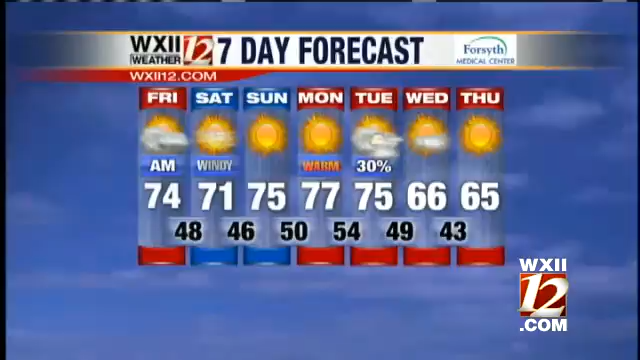 WXII 12 7 DAY FORECAST Forsyth
WEATHER MEDICAL CENTER
WXII12.COM
FRI SAT SUN MON TUE WED THU
AM WINDY WARM 30%
74 71 75 77 75 66 65
48 46 50 54 49 43
WXII
12
.COM